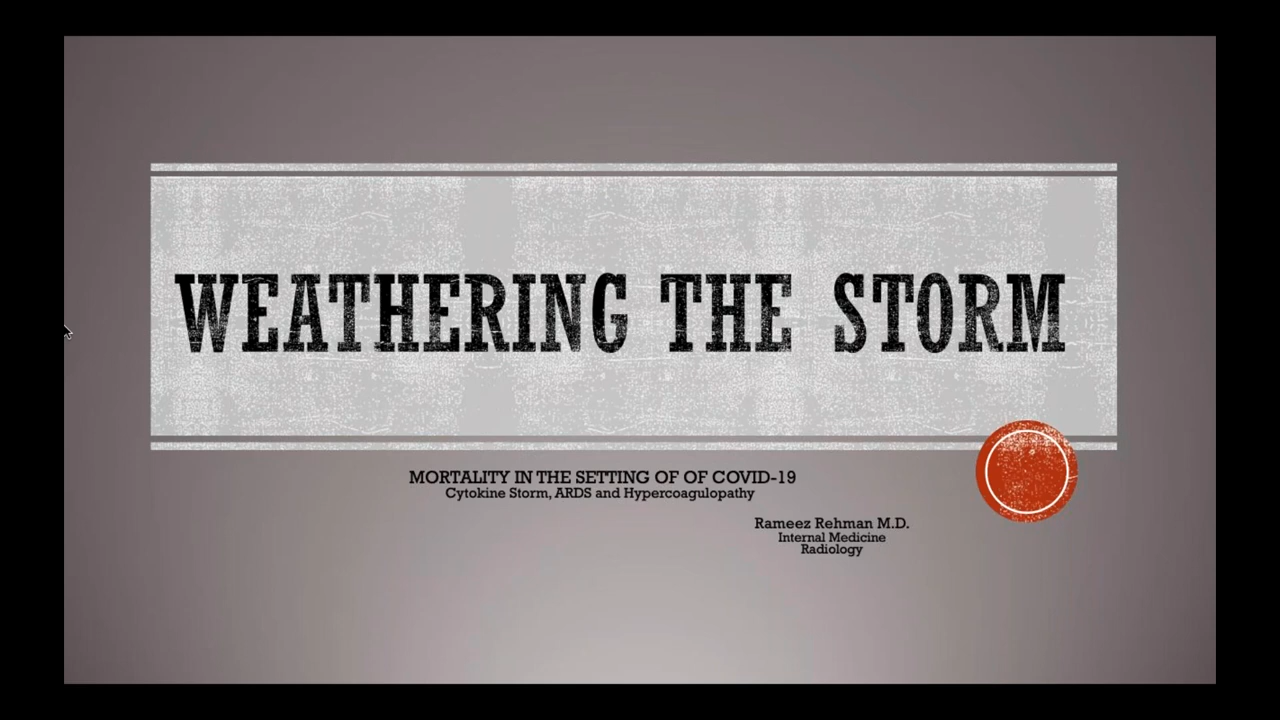 WEATHERING THE STORM
MORTALITY IN THE SETTING OF OF COVID-19
Cytokine Storm, ARDS and Hypercoagulopathy
Rameez Rehman M.D.
Internal Medicine
Radiology